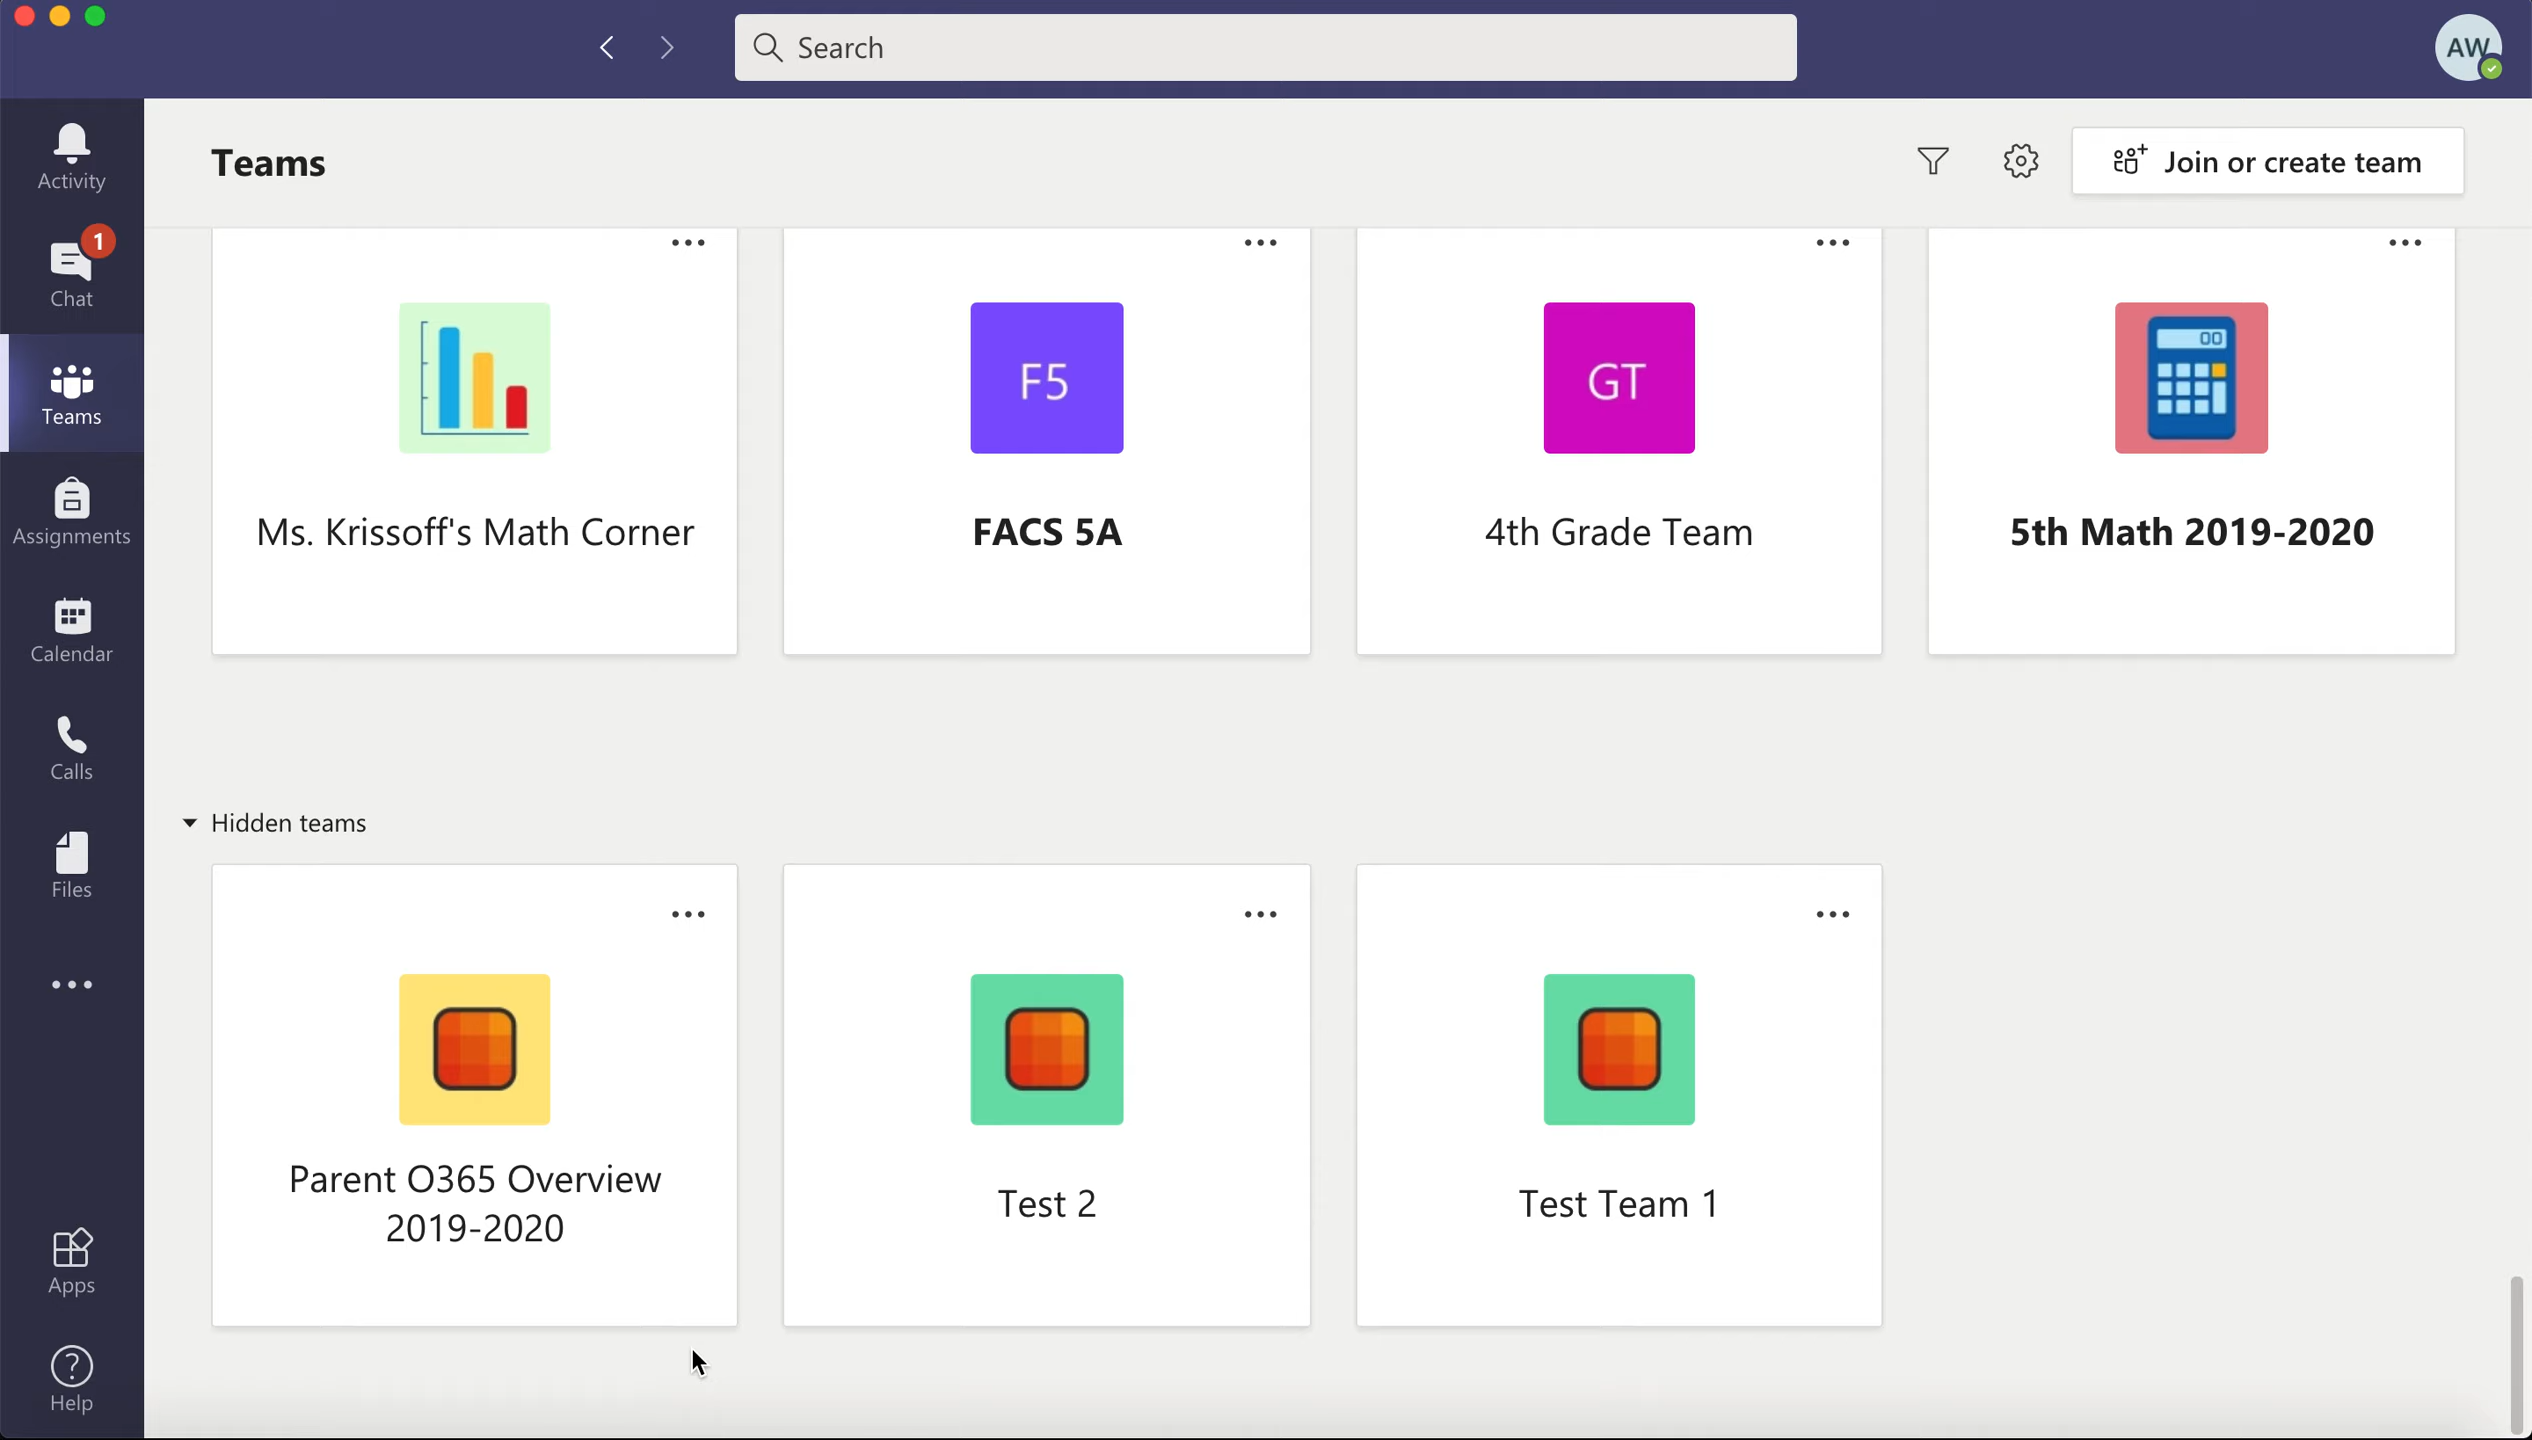 Search
AW
Activity
1
Chat
Teams
Assignments
Calendar
Calls
Files
Apps
Help
Teams
Join or create team
F5
GT
00
Ms. Krissoff's Math Corner
FACS 5A
4th Grade Team
5th Math 2019-2020
Hidden teams
Parent O365 Overview
2019-2020
Test 2
Test Team 1